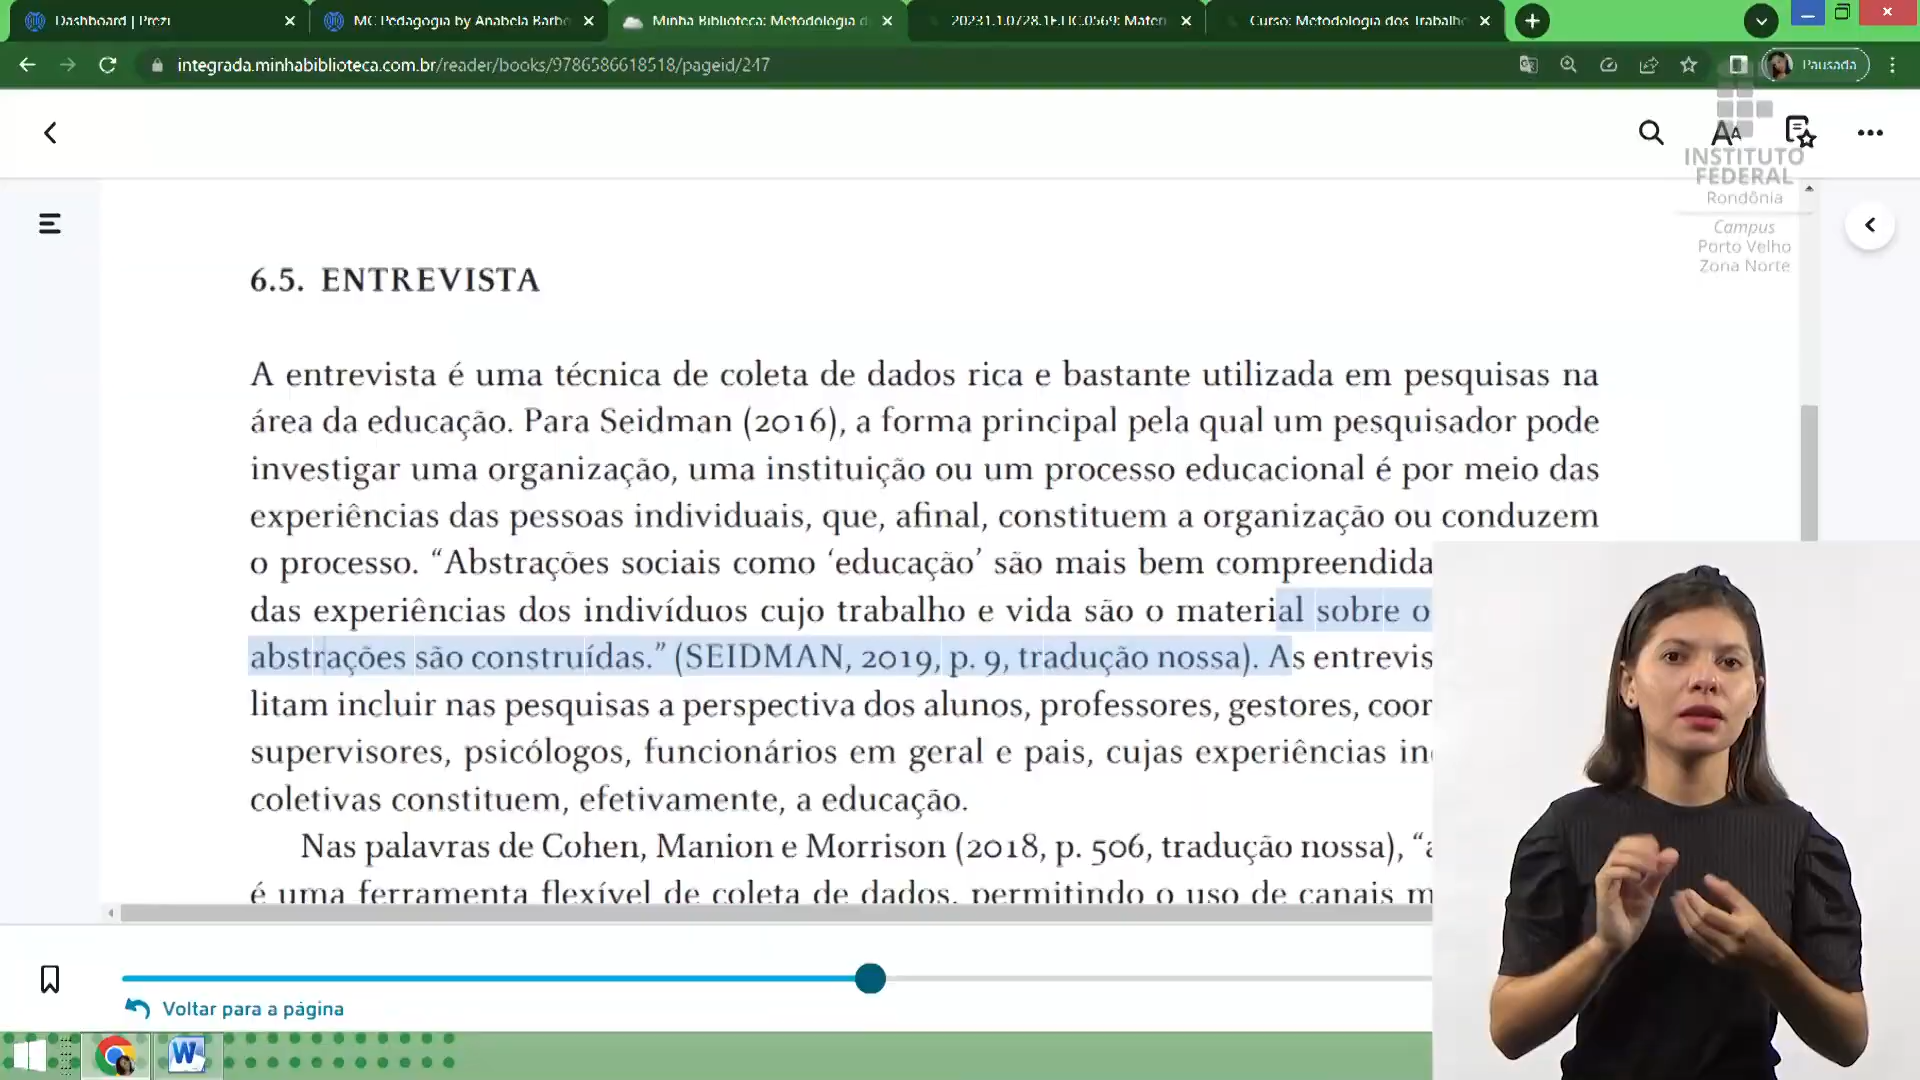 Dashboard | Prezi
MC Pedagogia by Anabela Barbo
Minha Biblioteca: Metodologia d
20231.1.0728.1E.LIC.0569: Materi
Curso: Metodologia dos Trabalho
integrada.minhabiblioteca.com.br/reader/books/9786586618518/pageid/247
Pausada
INSTITUTO
FEDERAL
Rondônia
Campus
Porto Velho
Zona Norte
6.5. ENTREVISTA
A entrevista é uma técnica de coleta de dados rica e bastante utilizada em pesquisas na
área da educação. Para Seidman (2016), a forma principal pela qual um pesquisador pode
investigar uma organização, uma instituição ou um processo educacional é por meio das
experiências das pessoas individuais, que, afinal, constituem a organização ou conduzem
o processo. “Abstrações sociais como ‘educação’ são mais bem compreendida
das experiências dos indivíduos cujo trabalho e vida são o material sobre o
abstrações são construídas.” (SEIDMAN, 2019, p. 9, tradução nossa). As entrevis
litam incluir nas pesquisas a perspectiva dos alunos, professores, gestores, coor
supervisores, psicólogos, funcionários em geral e pais, cujas experiências in
coletivas constituem, efetivamente, a educação.
Nas palavras de Cohen, Manion e Morrison (2018, p. 506, tradução nossa), “a
é uma ferramenta flexível de coleta de dados, permitindo o uso de canais m
Voltar para a página